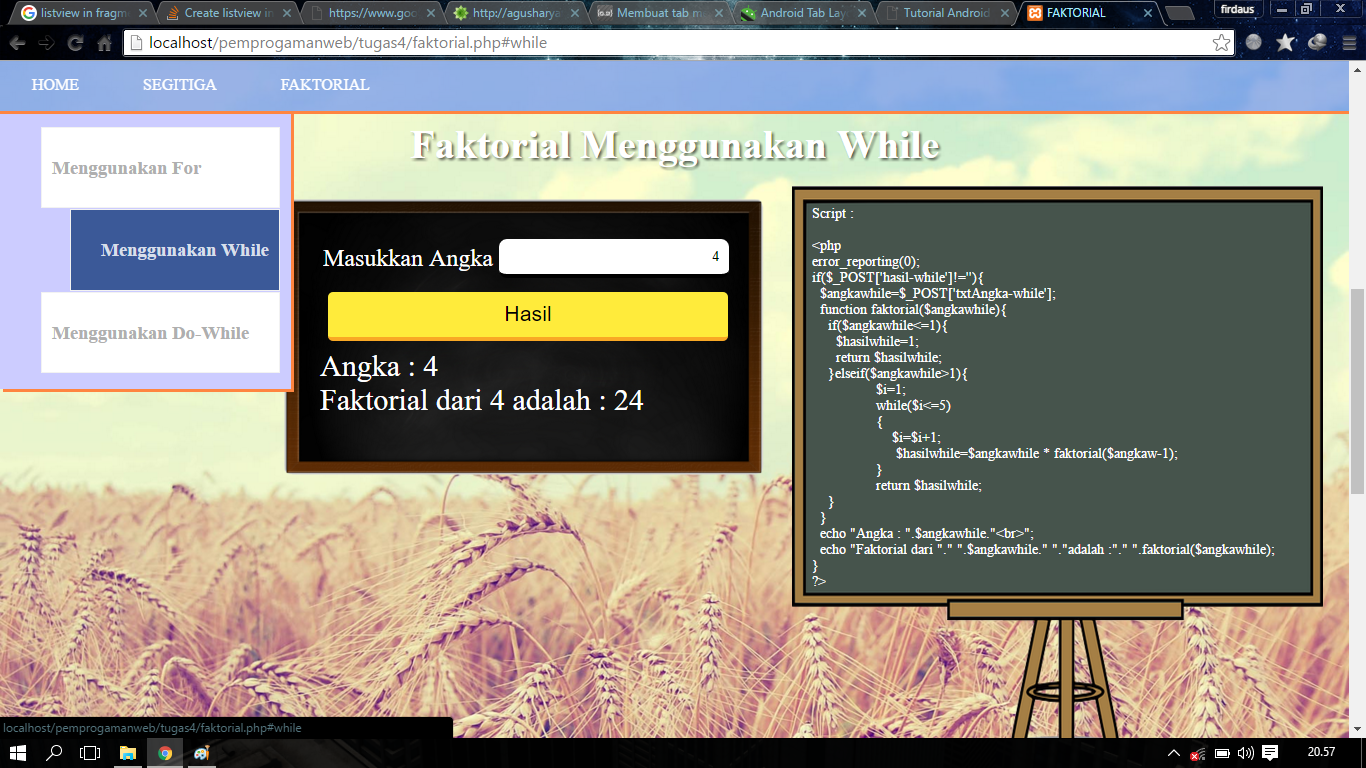 listview in fragm
Create listview in
https://www.goo
http://agusharya
Membuat tab m
Android Tab Lay
Tutorial Android
FAKTORIAL
firdaus
localhost/pemprogamanweb/tugas4/faktorial.php#while
HOME
SEGITIGA
FAKTORIAL
Menggunakan For
Menggunakan While
Menggunakan Do-While
Faktorial Menggunakan While
Masukkan Angka 4
Hasil
Angka : 4
Faktorial dari 4 adalah : 24
Script :
<php
error_reporting(0);
if($_POST['hasil-while']!=''){
$angkawhile=$_POST['txtAngka-while'];
function faktorial($angkawhile){
if($angkawhile<=1){
$hasilwhile=1;
return $hasilwhile;
}elseif($angkawhile>1){
$i=1;
while($i<=5)
{
$i=$i+1;
$hasilwhile=$angkawhile * faktorial($angkaw-1);
}
return $hasilwhile;
}
}
echo "Angka : ".$angkawhile."<br>";
echo "Faktorial dari "." ".$angkawhile." "."adalah :"." ".faktorial($angkawhile);
}
?>
localhost/pemprogamanweb/tugas4/faktorial.php#while
20.57